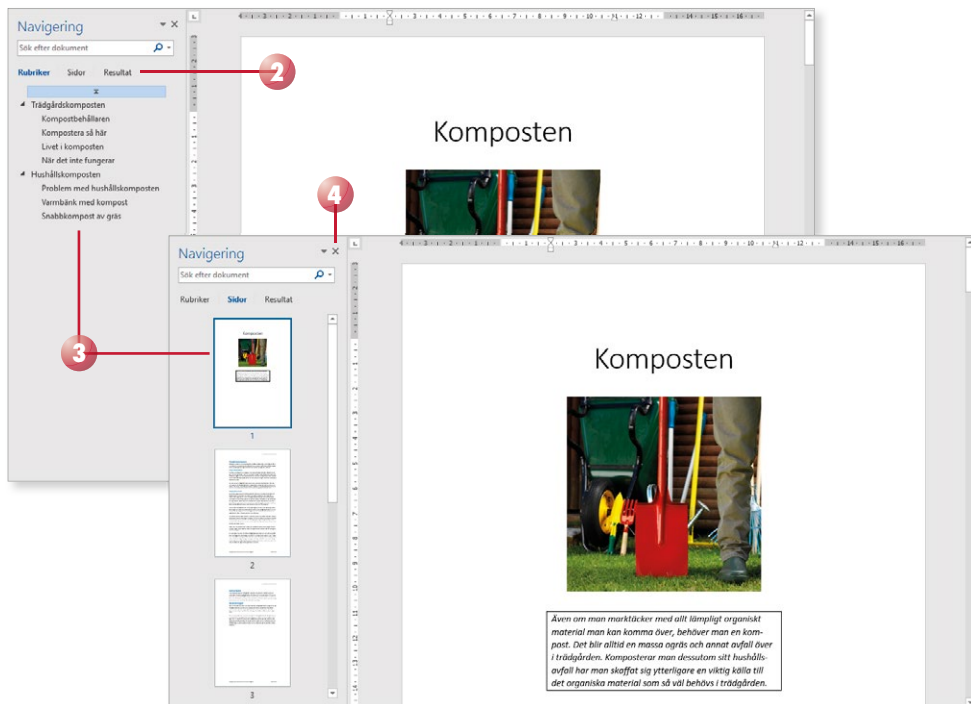 Navigering
Sök efter dokument
Rubriker Sidor Resultat
2
Trädgårdskomposten
Kompostbehållaren
Kompostera så här
Livet i komposten
När det inte fungerar
Hushållskomposten
Problem med hushållskomposten
Varmbänk med kompost
Snabbkompost av gräs
Komposten
4
3
Navigering
Sök efter dokument
Rubriker Sidor Resultat
Komposten
1
2
3
Komposten
Även om man marktäcker med allt lämpligt organiskt
material man kan komma över, behöver man en kom-
post. Det blir alltid en massa ogräs och annat avfall över
i trädgården. Komposterar man dessutom sitt hushålls-
avfall har man skaffat sig ytterligare en viktig källa till
det organiska material som så väl behövs i trädgården.